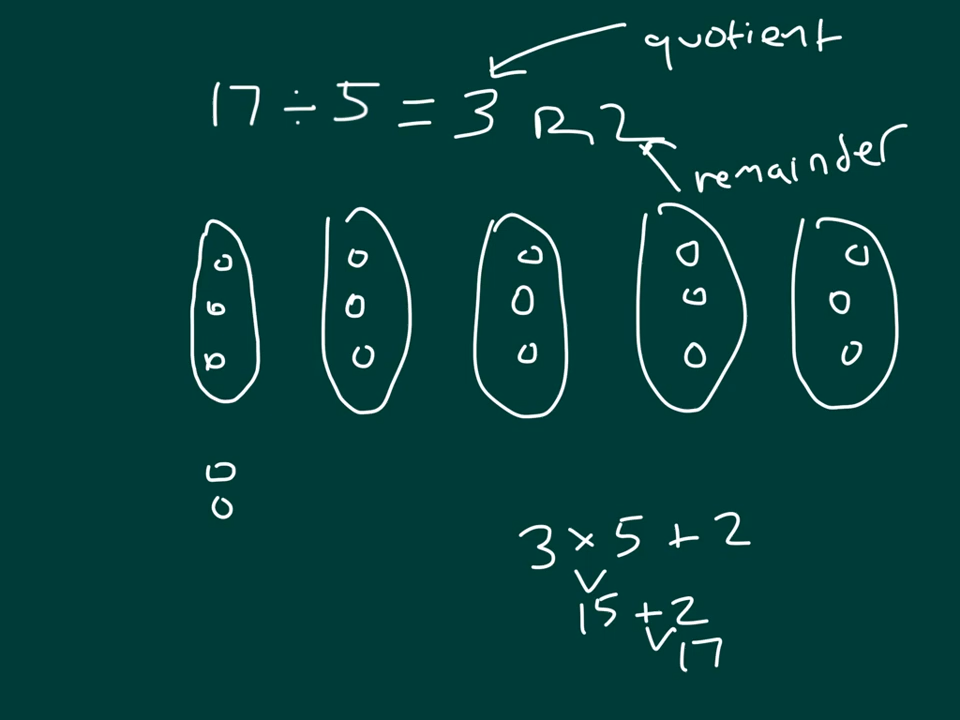 quotient
17 ÷ 5 = 3 R 2
remainder
3 × 5 + 2
15 + 2
17